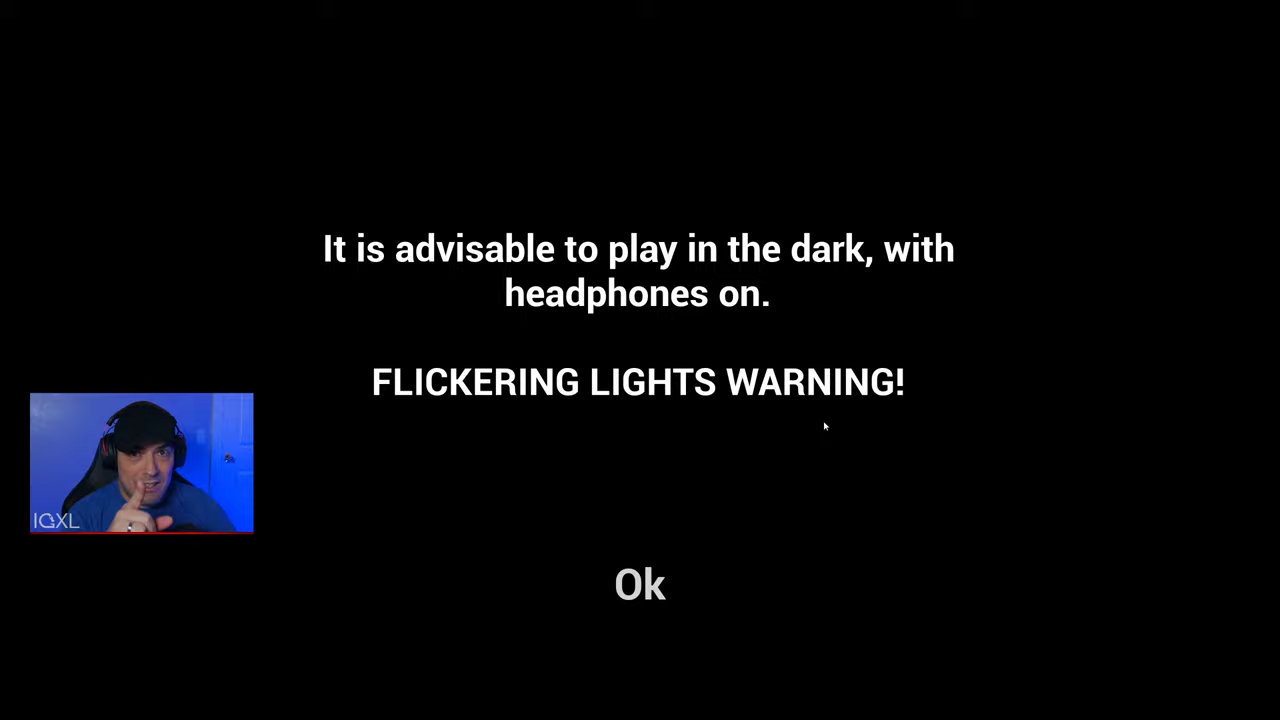 It is advisable to play in the dark, with
headphones on.
FLICKERING LIGHTS WARNING!
IGXL
Ok